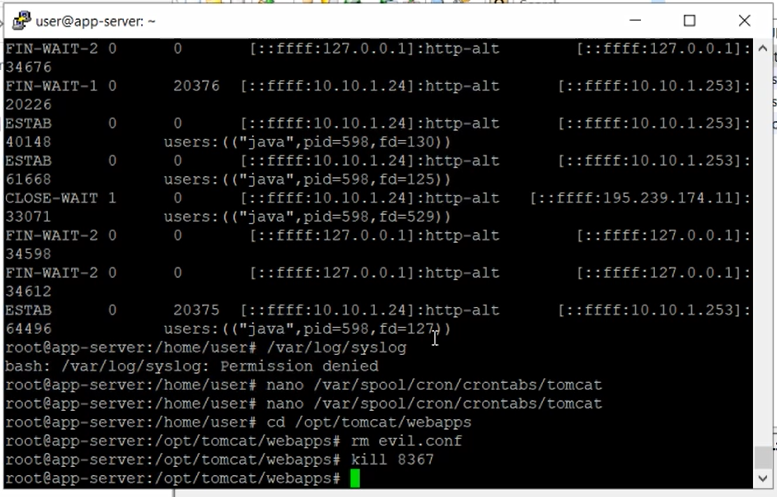 user@app-server: ~
FIN-WAIT-2 0 0 [::ffff:127.0.0.1]:http-alt [::ffff:127.0.0.1]:
34676
FIN-WAIT-1 0 20376 [::ffff:10.10.1.24]:http-alt [::ffff:10.10.1.253]:
20226
ESTAB 0 0 [::ffff:10.10.1.24]:http-alt [::ffff:10.10.1.253]:
40148 users:(("java",pid=598,fd=130))
ESTAB 0 0 [::ffff:10.10.1.24]:http-alt [::ffff:10.10.1.253]:
61668 users:(("java",pid=598,fd=125))
CLOSE-WAIT 1 0 [::ffff:10.10.1.24]:http-alt [::ffff:195.239.174.11]:
33071 users:(("java",pid=598,fd=529))
FIN-WAIT-2 0 0 [::ffff:127.0.0.1]:http-alt [::ffff:127.0.0.1]:
34598
FIN-WAIT-2 0 0 [::ffff:127.0.0.1]:http-alt [::ffff:127.0.0.1]:
34612
ESTAB 0 20375 [::ffff:10.10.1.24]:http-alt [::ffff:10.10.1.253]:
64496 users:(("java",pid=598,fd=127))
root@app-server:/home/user# /var/log/syslog
bash: /var/log/syslog: Permission denied
root@app-server:/home/user# nano /var/spool/cron/crontabs/tomcat
root@app-server:/home/user# nano /var/spool/cron/crontabs/tomcat
root@app-server:/home/user# cd /opt/tomcat/webapps
root@app-server:/opt/tomcat/webapps# rm evil.conf
root@app-server:/opt/tomcat/webapps# kill 8367
root@app-server:/opt/tomcat/webapps#